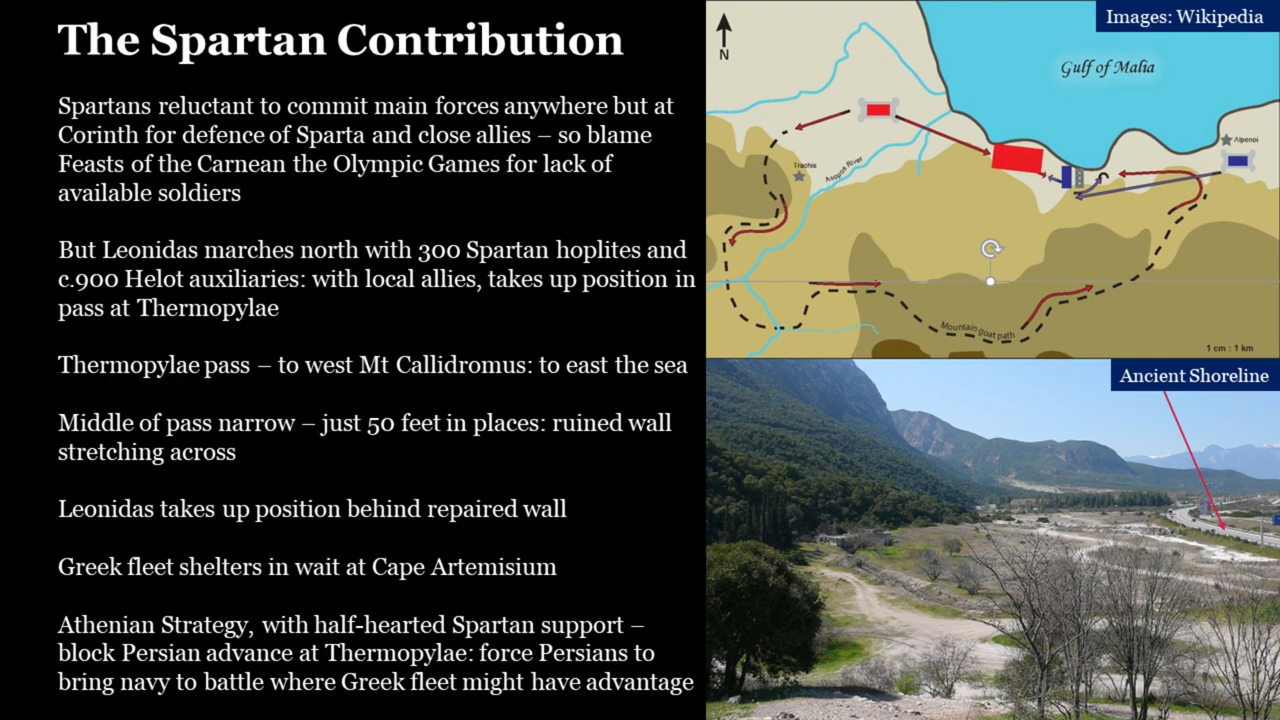 The Spartan Contribution
Spartans reluctant to commit main forces anywhere but at
Corinth for defence of Sparta and close allies – so blame
Feasts of the Carnean the Olympic Games for lack of
available soldiers
But Leonidas marches north with 300 Spartan hoplites and
c.900 Helot auxiliaries: with local allies, takes up position in
pass at Thermopylae
Thermopylae pass – to west Mt Callidromus: to east the sea
Middle of pass narrow – just 50 feet in places: ruined wall
stretching across
Leonidas takes up position behind repaired wall
Greek fleet shelters in wait at Cape Artemisium
Athenian Strategy, with half-hearted Spartan support –
block Persian advance at Thermopylae: force Persians to
bring navy to battle where Greek fleet might have advantage
Images: Wikipedia
N
Gulf of Malia
Alpenoi
Trachis
Asopos River
Mountain goat path
1 cm : 1 km
Ancient Shoreline